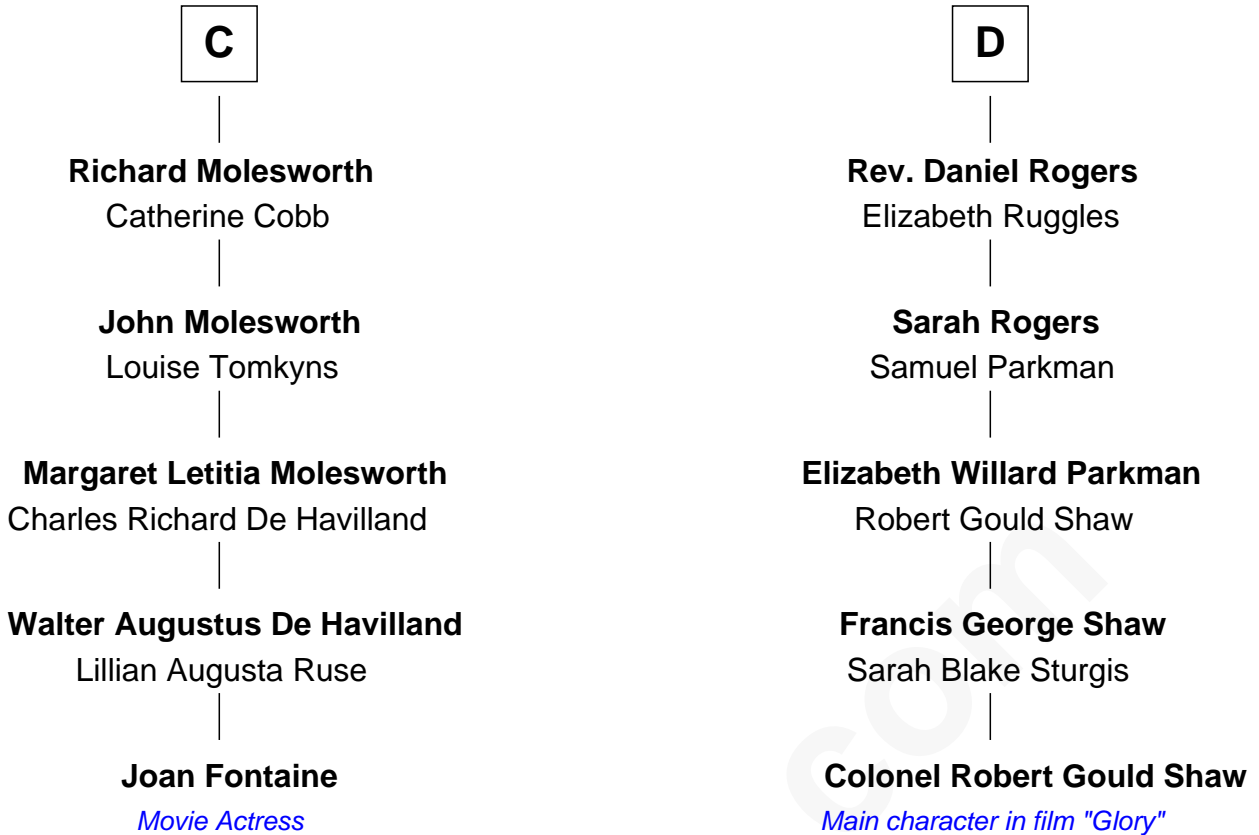 C
Richard Molesworth
Catherine Cobb
John Molesworth
Louise Tomkyns
Margaret Letitia Molesworth
Charles Richard De Havilland
Walter Augustus De Havilland
Lillian Augusta Ruse
Joan Fontaine
Movie Actress
D
Rev. Daniel Rogers
Elizabeth Ruggles
Sarah Rogers
Samuel Parkman
Elizabeth Willard Parkman
Robert Gould Shaw
Francis George Shaw
Sarah Blake Sturgis
Colonel Robert Gould Shaw
Main character in film "Glory"
com